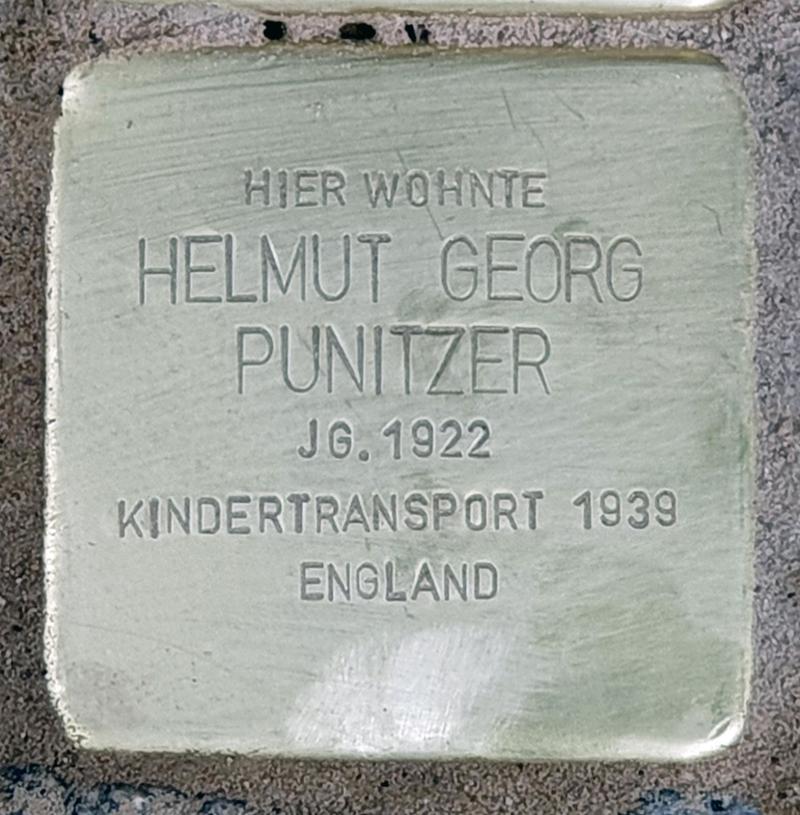 HIER WOHNTE
HELMUT GEORG
PUNITZER
JG. 1922
KINDERTRANSPORT 1939
ENGLAND